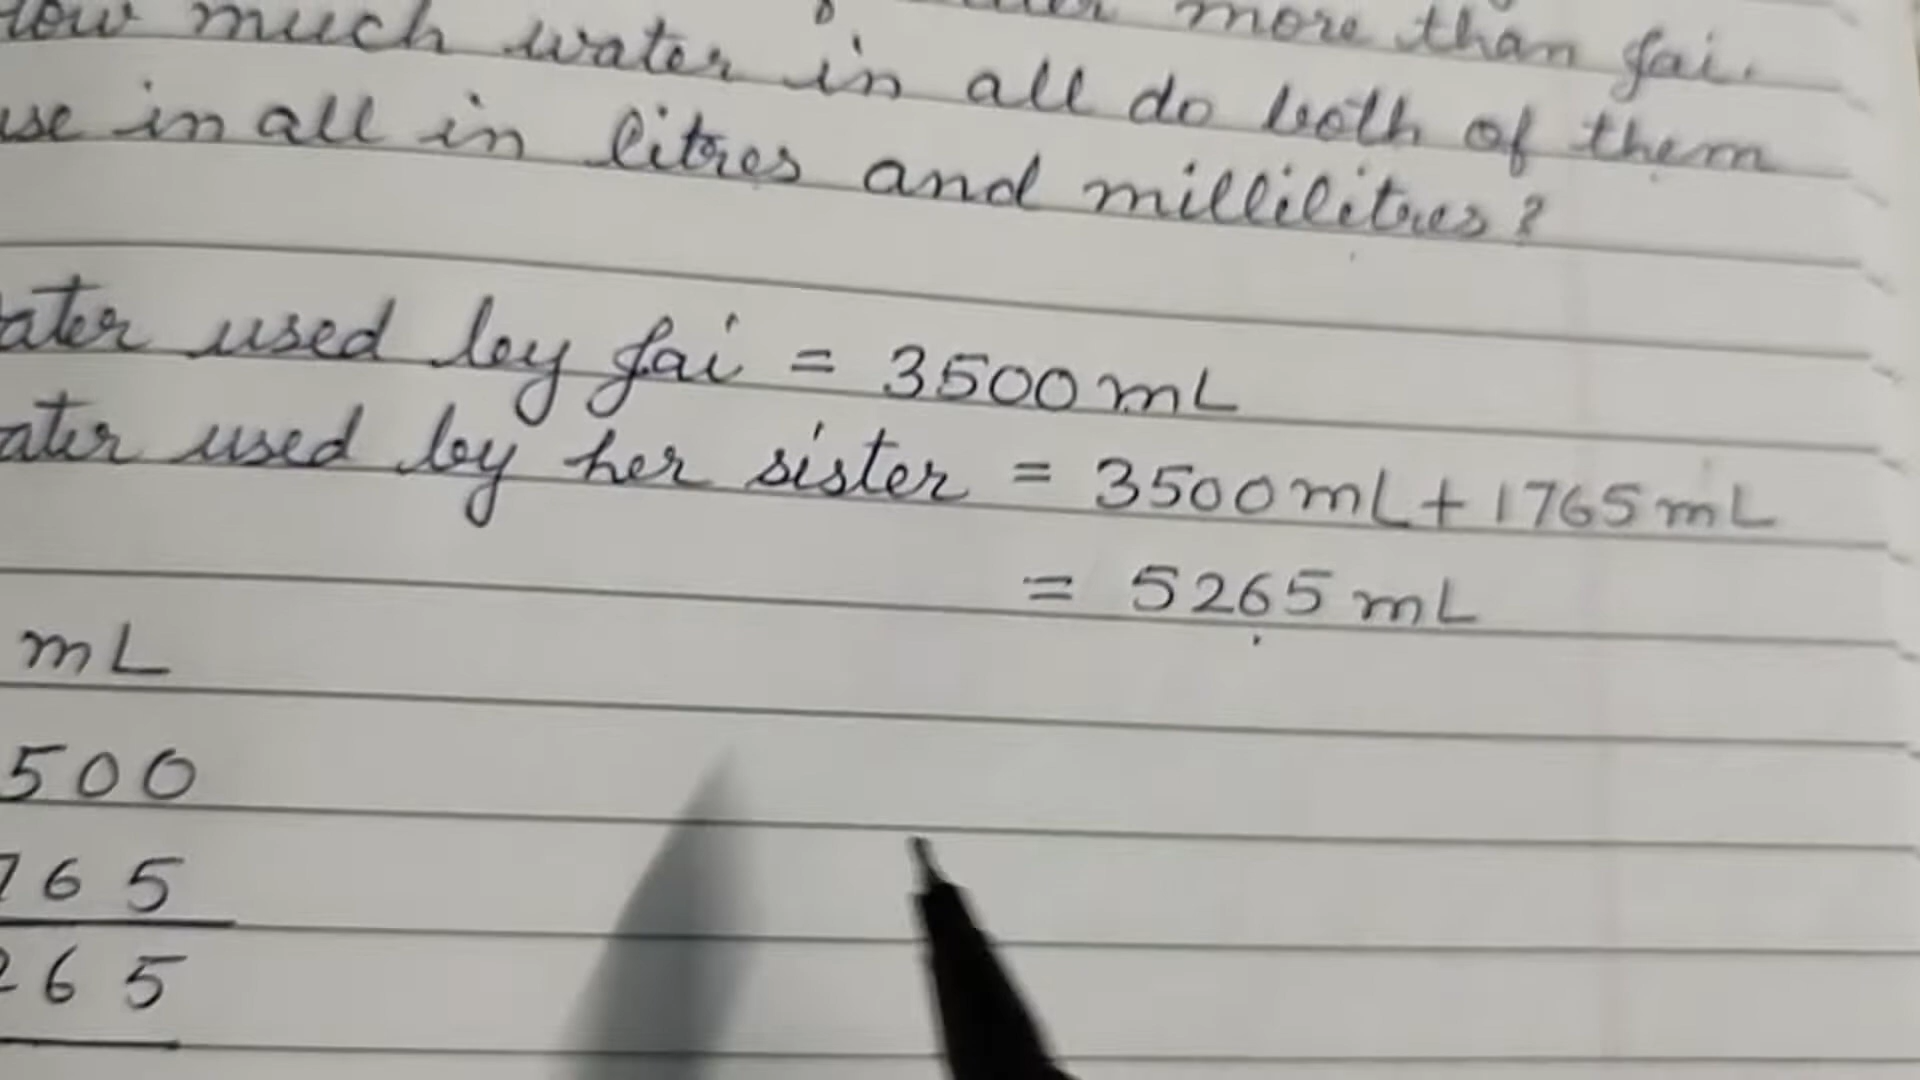 more than Jai.
How much water in all do both of them
use in all in litres and millilitres?
ater used by Jai = 3500 mL
ater used by her sister = 3500 mL + 1765 mL
= 5265 mL
mL
500
765
265